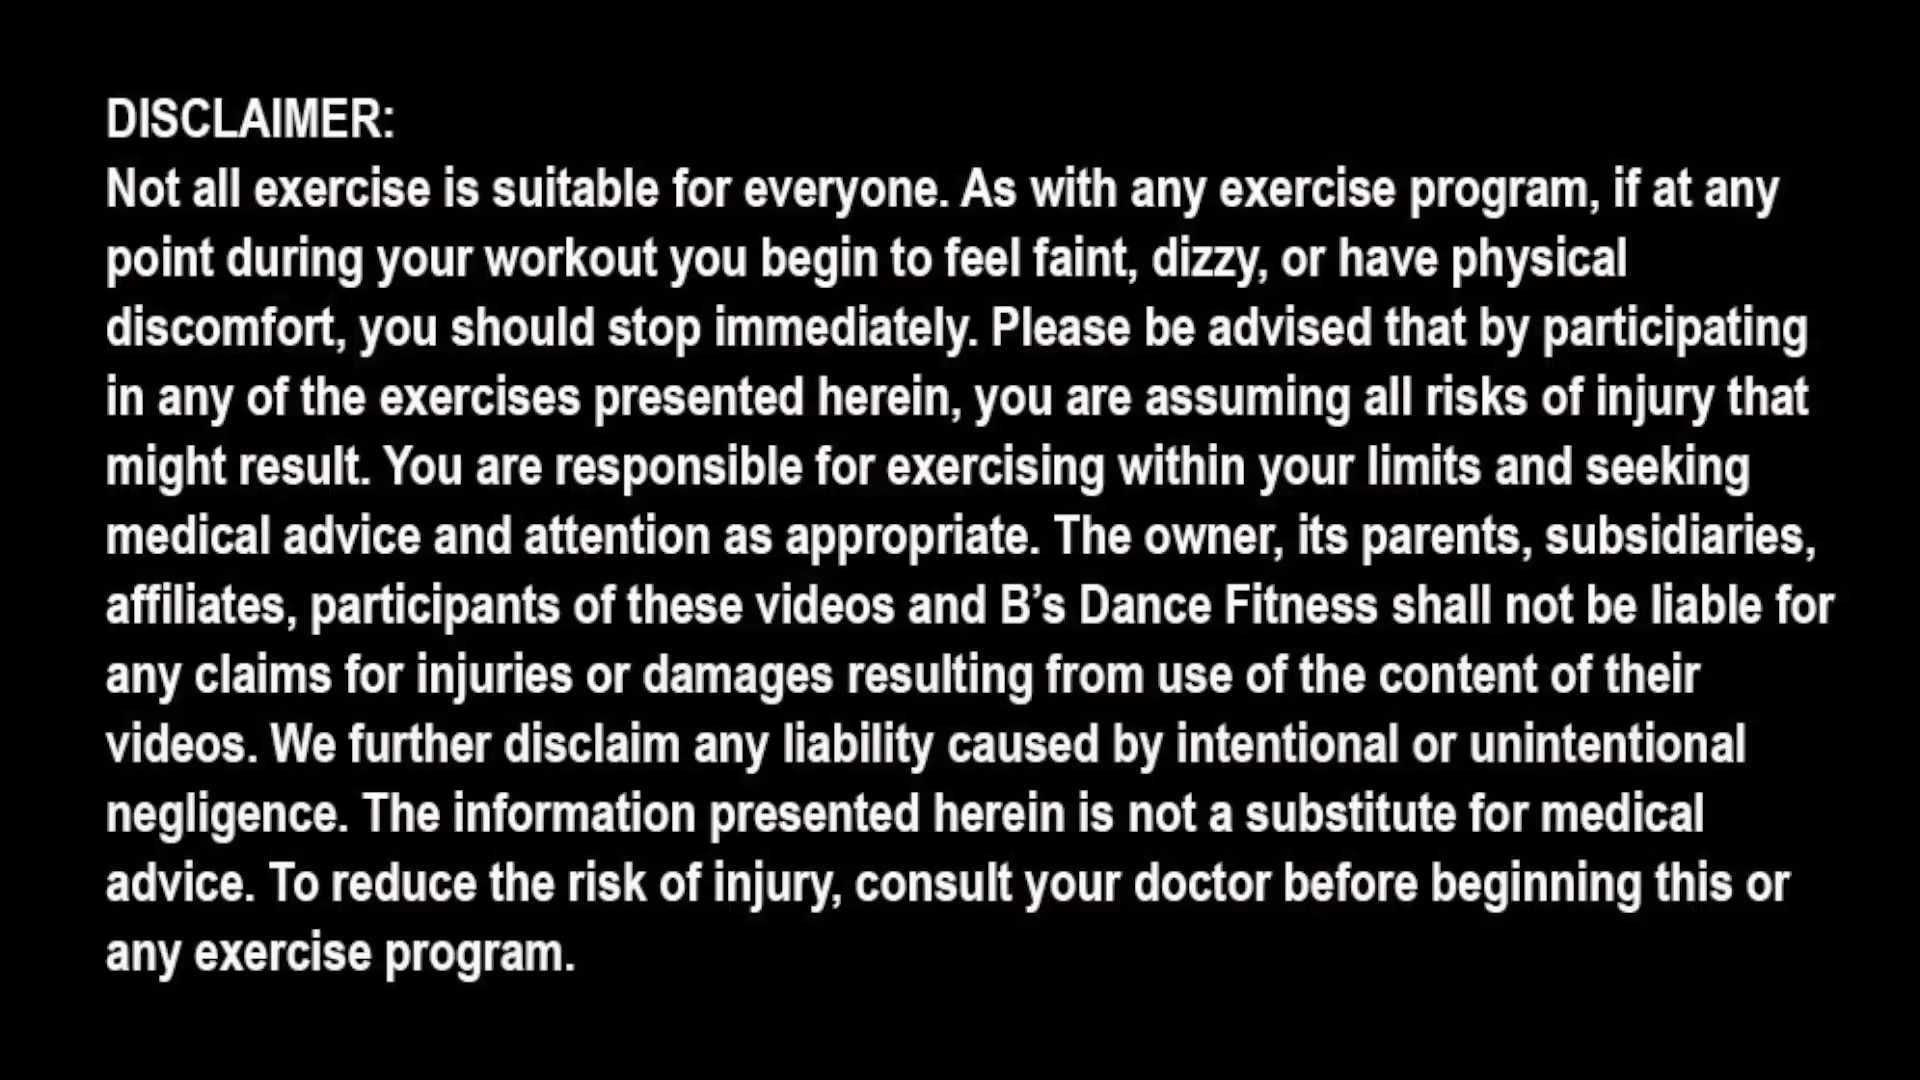 DISCLAIMER:
Not all exercise is suitable for everyone. As with any exercise program, if at any
point during your workout you begin to feel faint, dizzy, or have physical
discomfort, you should stop immediately. Please be advised that by participating
in any of the exercises presented herein, you are assuming all risks of injury that
might result. You are responsible for exercising within your limits and seeking
medical advice and attention as appropriate. The owner, its parents, subsidiaries,
affiliates, participants of these videos and B’s Dance Fitness shall not be liable for
any claims for injuries or damages resulting from use of the content of their
videos. We further disclaim any liability caused by intentional or unintentional
negligence. The information presented herein is not a substitute for medical
advice. To reduce the risk of injury, consult your doctor before beginning this or
any exercise program.